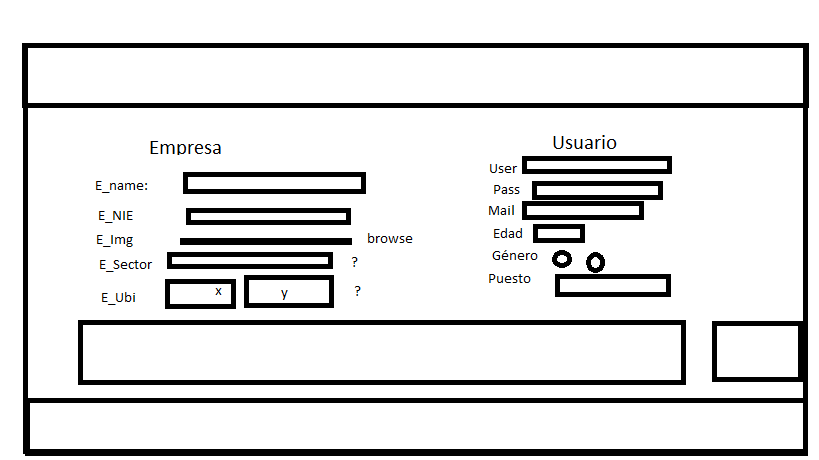 Empresa
E_name:
E_NIE
E_Img browse
E_Sector ?
E_Ubi x y ?
Usuario
User
Pass
Mail
Edad
Género
Puesto